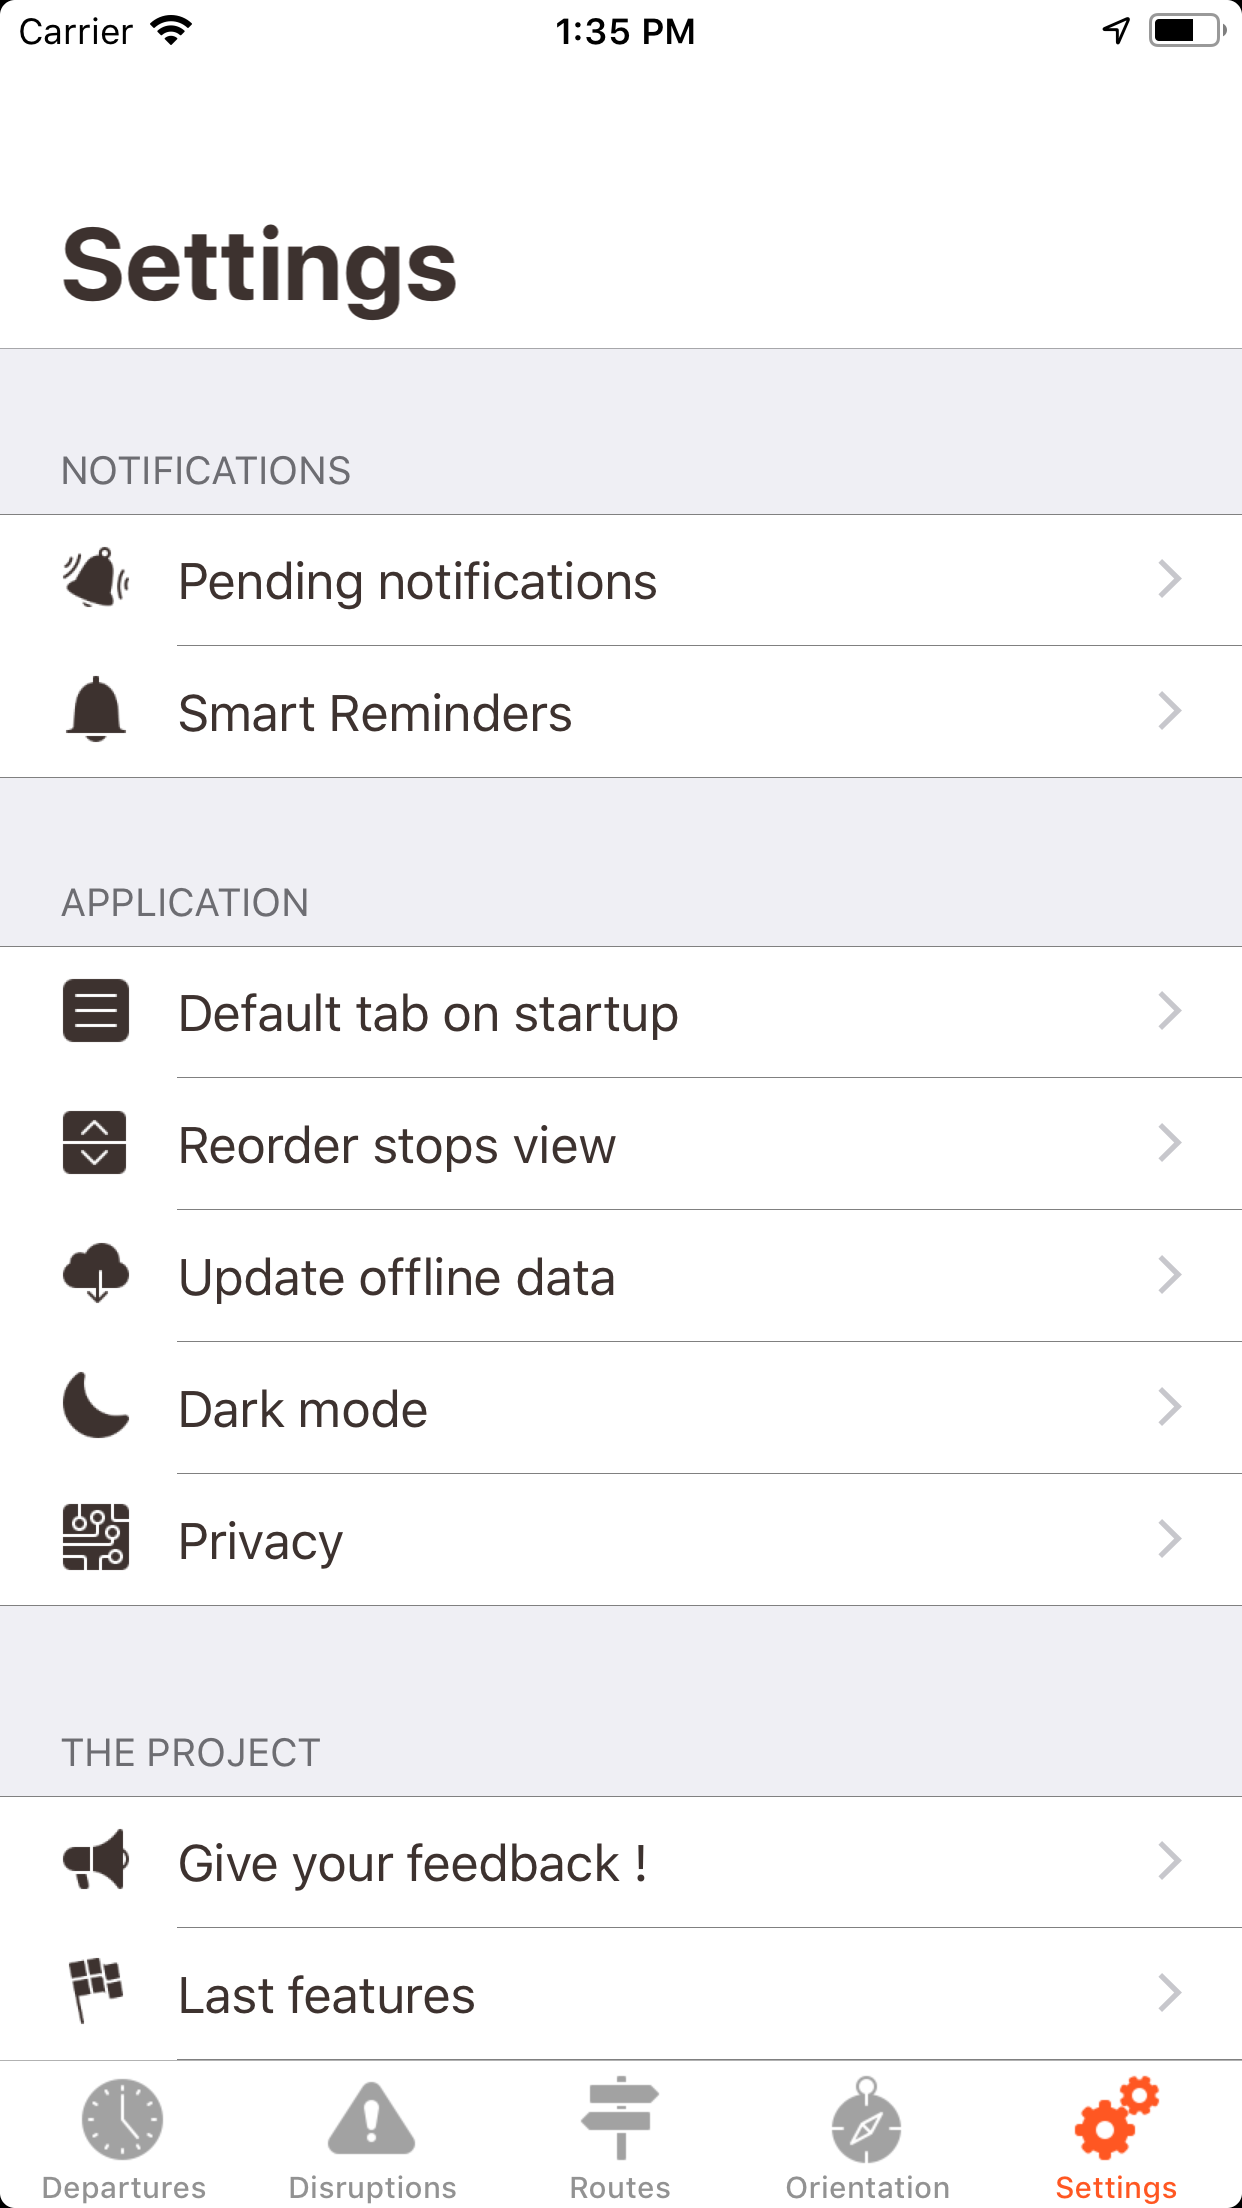 Carrier 1:35 PM
Settings
NOTIFICATIONS
Pending notifications
Smart Reminders
APPLICATION
Default tab on startup
Reorder stops view
Update offline data
Dark mode
Privacy
THE PROJECT
Give your feedback !
Last features
Departures Disruptions Routes Orientation Settings